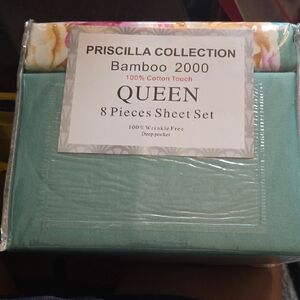 PRISCILLA COLLECTION
Bamboo 2000
100% Cotton Touch
QUEEN
8 Pieces Sheet Set
100% Wrinkle Free
Deep pocket